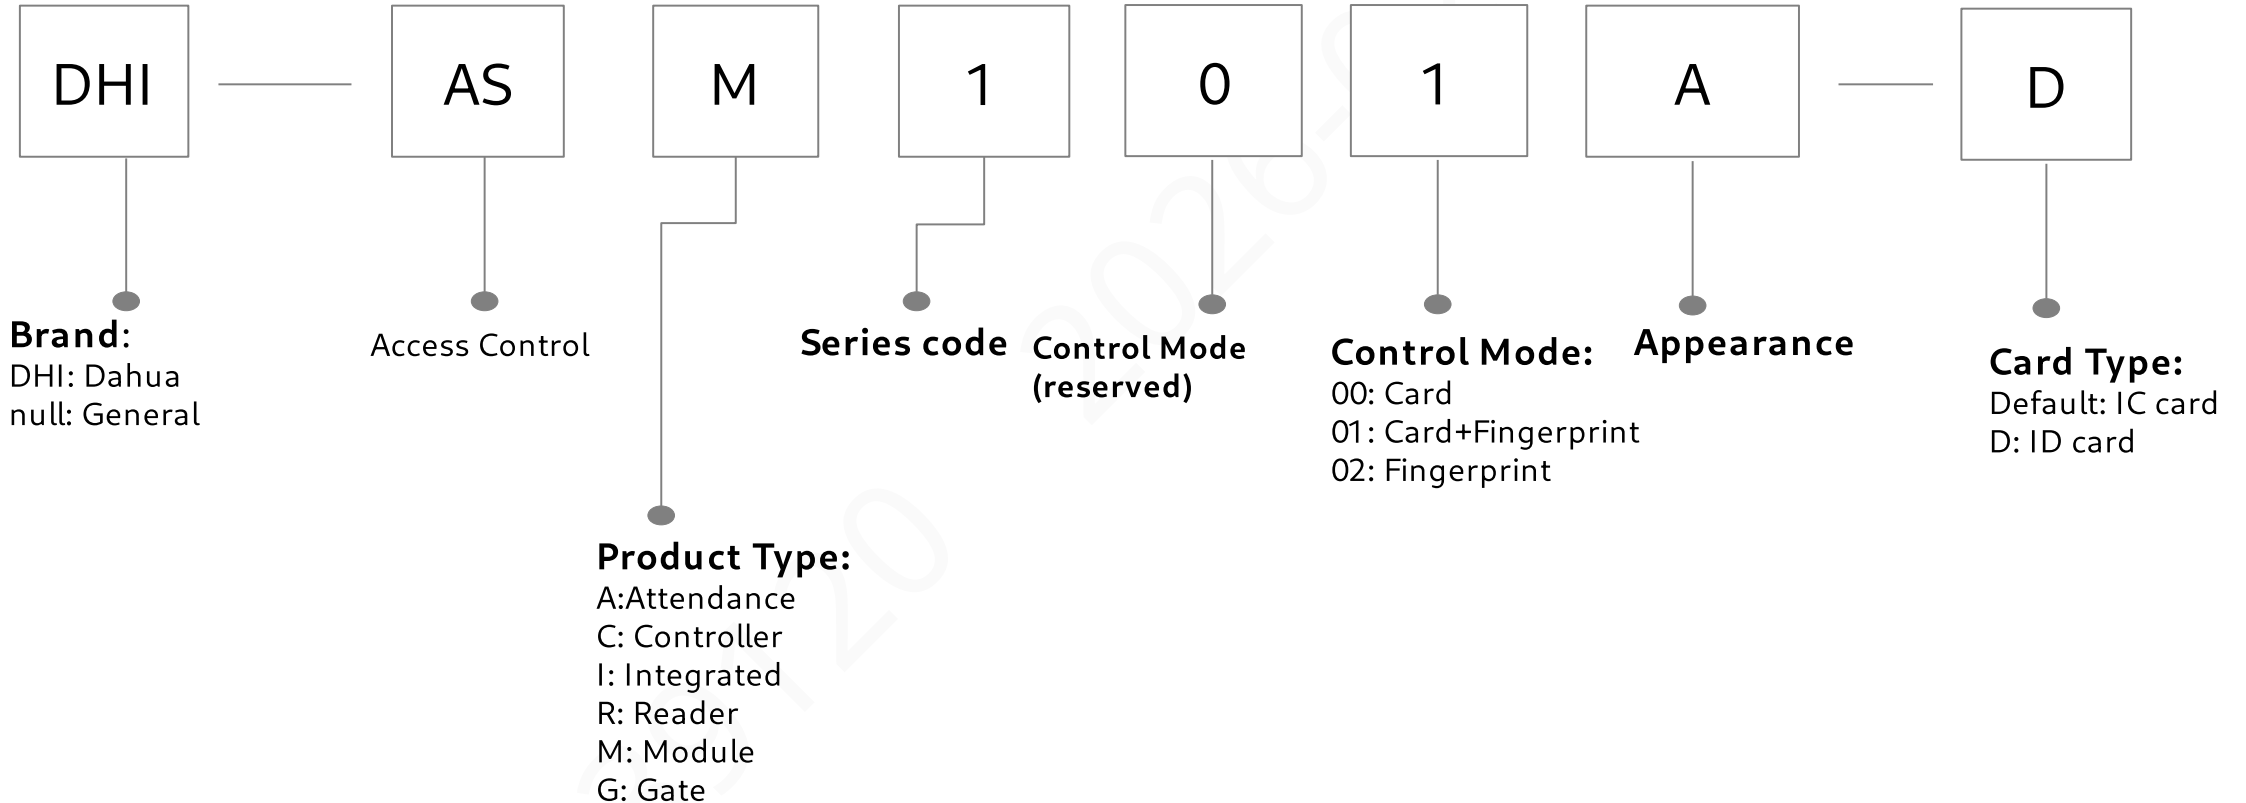 DHI
AS
M
1
0
1
A
D
Brand:
DHI: Dahua
null: General
Access Control
Product Type:
A:Attendance
C: Controller
I: Integrated
R: Reader
M: Module
G: Gate
Series code
Control Mode
(reserved)
Control Mode:
00: Card
01: Card+Fingerprint
02: Fingerprint
Appearance
Card Type:
Default: IC card
D: ID card